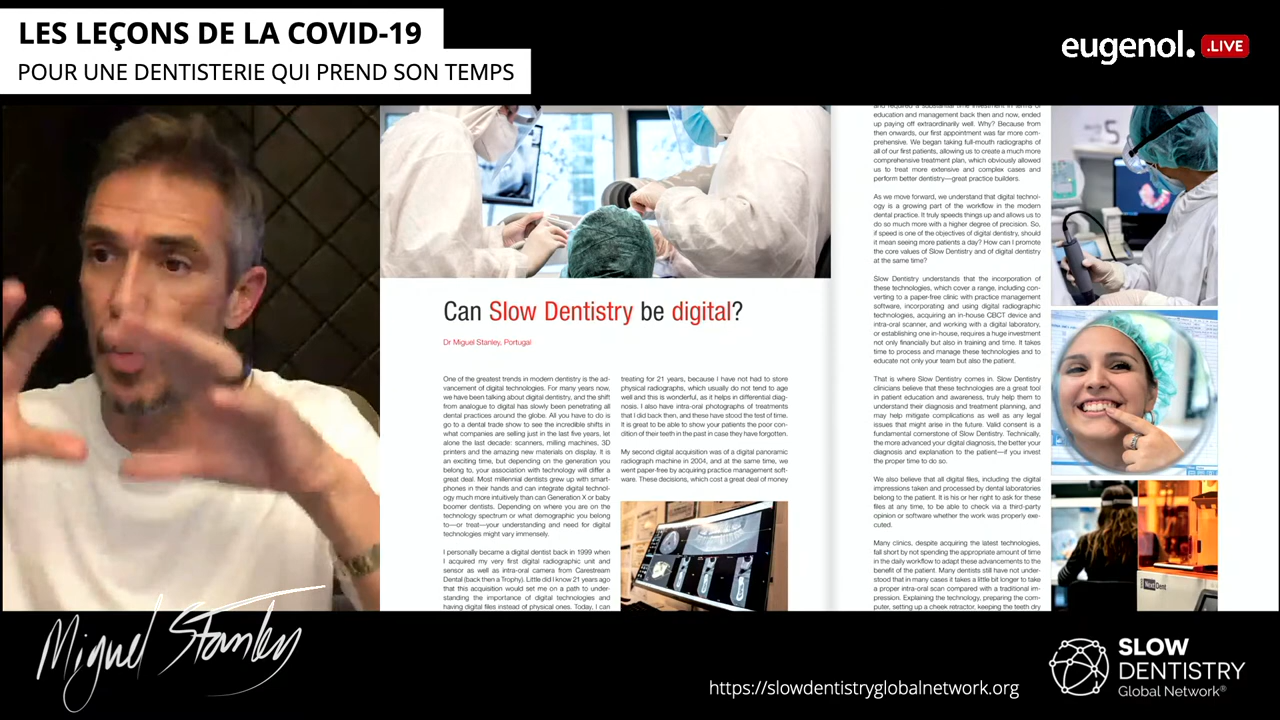 LES LEÇONS DE LA COVID-19
POUR UNE DENTISTERIE QUI PREND SON TEMPS
eugenol. .LIVE
Can Slow Dentistry be digital?
Dr Miguel Stanley, Portugal
One of the greatest trends in modern dentistry is the ad-
vancement of digital technologies. For many years now,
we have been talking about digital dentistry, and the shift
from analogue to digital has slowly been penetrating all
dental practices around the globe. All you have to do is
go to a dental trade show to see the incredible shifts in
what companies are selling just in the last five years, let
alone the last decade: scanners, milling machines, 3D
printers and the amazing new materials on display. It is
an exciting time, but depending on the generation you
belong to, your association with technology will differ a
great deal. Most millennial dentists grew up with smart-
phones in their hands and can integrate digital technol-
ogy much more intuitively than can Generation X or baby
boomer dentists. Depending on where you are on the
technology spectrum or what demographic you belong
to—or treat—your understanding and need for digital
technologies might vary immensely.
I personally became a digital dentist back in 1999 when
I acquired my very first digital radiographic unit and
sensor as well as intra-oral camera from Carestream
Dental (back then a Trophy). Little did I know 21 years ago
that this acquisition would set me on a path to under-
standing the importance of digital technologies and
having digital files instead of physical ones. Today, I can
treating for 21 years, because I have not had to store
physical radiographs, which usually do not tend to age
well and this is wonderful, as it helps in differential diag-
nosis. I also have intra-oral photographs of treatments
that I did back then, and these have stood the test of time.
It is great to be able to show your patients the poor con-
dition of their teeth in the past in case they have forgotten.
My second digital acquisition was of a digital panoramic
radiograph machine in 2004, and at the same time, we
went paper-free by acquiring practice management soft-
ware. These decisions, which cost a great deal of money
and required a substantial time investment in terms of
education and management back then and now, ended
up paying off extraordinarily well. Why? Because from
then onwards, our first appointment was far more com-
prehensive. We began taking full-mouth radiographs of
all of our first patients, allowing us to create a much more
comprehensive treatment plan, which obviously allowed
us to treat more extensive and complex cases and
perform better dentistry—great practice builders.
As we move forward, we understand that digital technol-
ogy is a growing part of the workflow in the modern
dental practice. It truly speeds things up and allows us to
do so much more with a higher degree of precision. So,
if speed is one of the objectives of digital dentistry, should
it mean seeing more patients a day? How can I promote
the core values of Slow Dentistry and of digital dentistry
at the same time?
Slow Dentistry understands that the incorporation of
these technologies, which cover a range, including con-
verting to a paper-free clinic with practice management
software, incorporating and using digital radiographic
technologies, acquiring an in-house CBCT device and
intra-oral scanner, and working with a digital laboratory,
or establishing one in-house, requires a huge investment
not only financially but also in training and time. It takes
time to process and manage these technologies and to
educate not only your team but also the patient.
That is where Slow Dentistry comes in. Slow Dentistry
clinicians believe that these technologies are a great tool
in patient education and awareness, truly help them to
understand their diagnosis and treatment planning, and
may help mitigate complications as well as any legal
issues that might arise in the future. Valid consent is a
fundamental cornerstone of Slow Dentistry. Technically,
the more advanced your digital diagnosis, the better your
diagnosis and explanation to the patient—if you invest
the proper time to do so.
We also believe that all digital files, including the digital
impressions taken and processed by dental laboratories
belong to the patient. It is his or her right to ask for these
files at any time, to be able to check via a third-party
opinion or software whether the work was properly exe-
cuted.
Many clinics, despite acquiring the latest technologies,
fall short by not spending the appropriate amount of time
in the daily workflow to adapt these advancements to the
benefit of the patient. Many dentists still have not under-
stood that in many cases it takes a little bit longer to take
a proper intra-oral scan compared with a traditional im-
pression. Explaining the technology, preparing the com-
puter, setting up a cheek retractor, keeping the teeth dry
NextDent
Miguel Stanley
https://slowdentistryglobalnetwork.org
SLOW
DENTISTRY
Global Network®